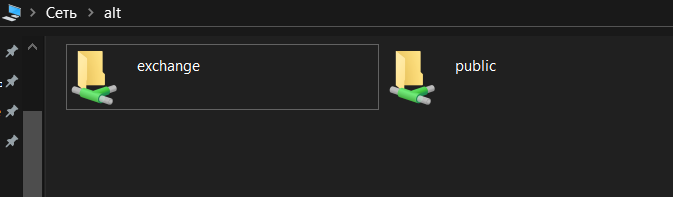 Сеть > alt
exchange
public